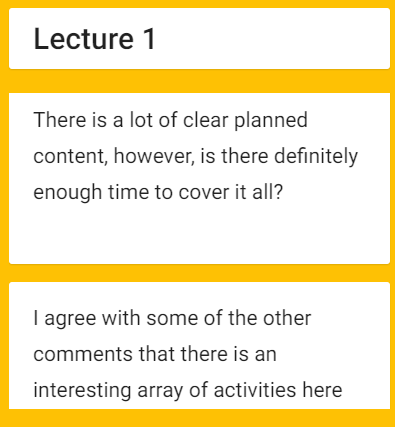 Lecture 1
There is a lot of clear planned
content, however, is there definitely
enough time to cover it all?
I agree with some of the other
comments that there is an
interesting array of activities here